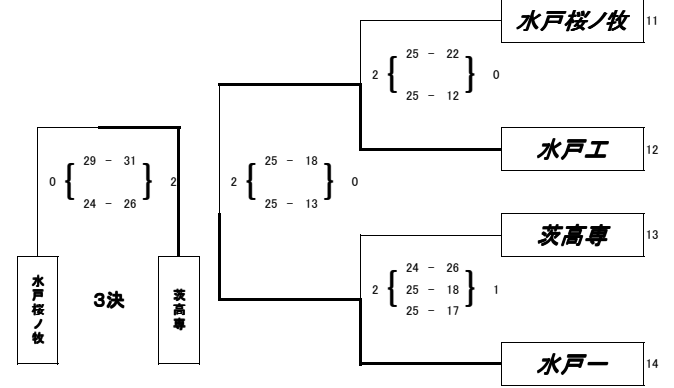 水戸桜ノ牧 11
25 - 22
2 { } 0
25 - 12
水戸工 12
29 - 31
0 { } 2
24 - 26
25 - 18
2 { } 0
25 - 13
茨高専 13
24 - 26
2 { 25 - 18 } 1
25 - 17
水戸桜ノ牧
3決
茨高専
水戸一 14